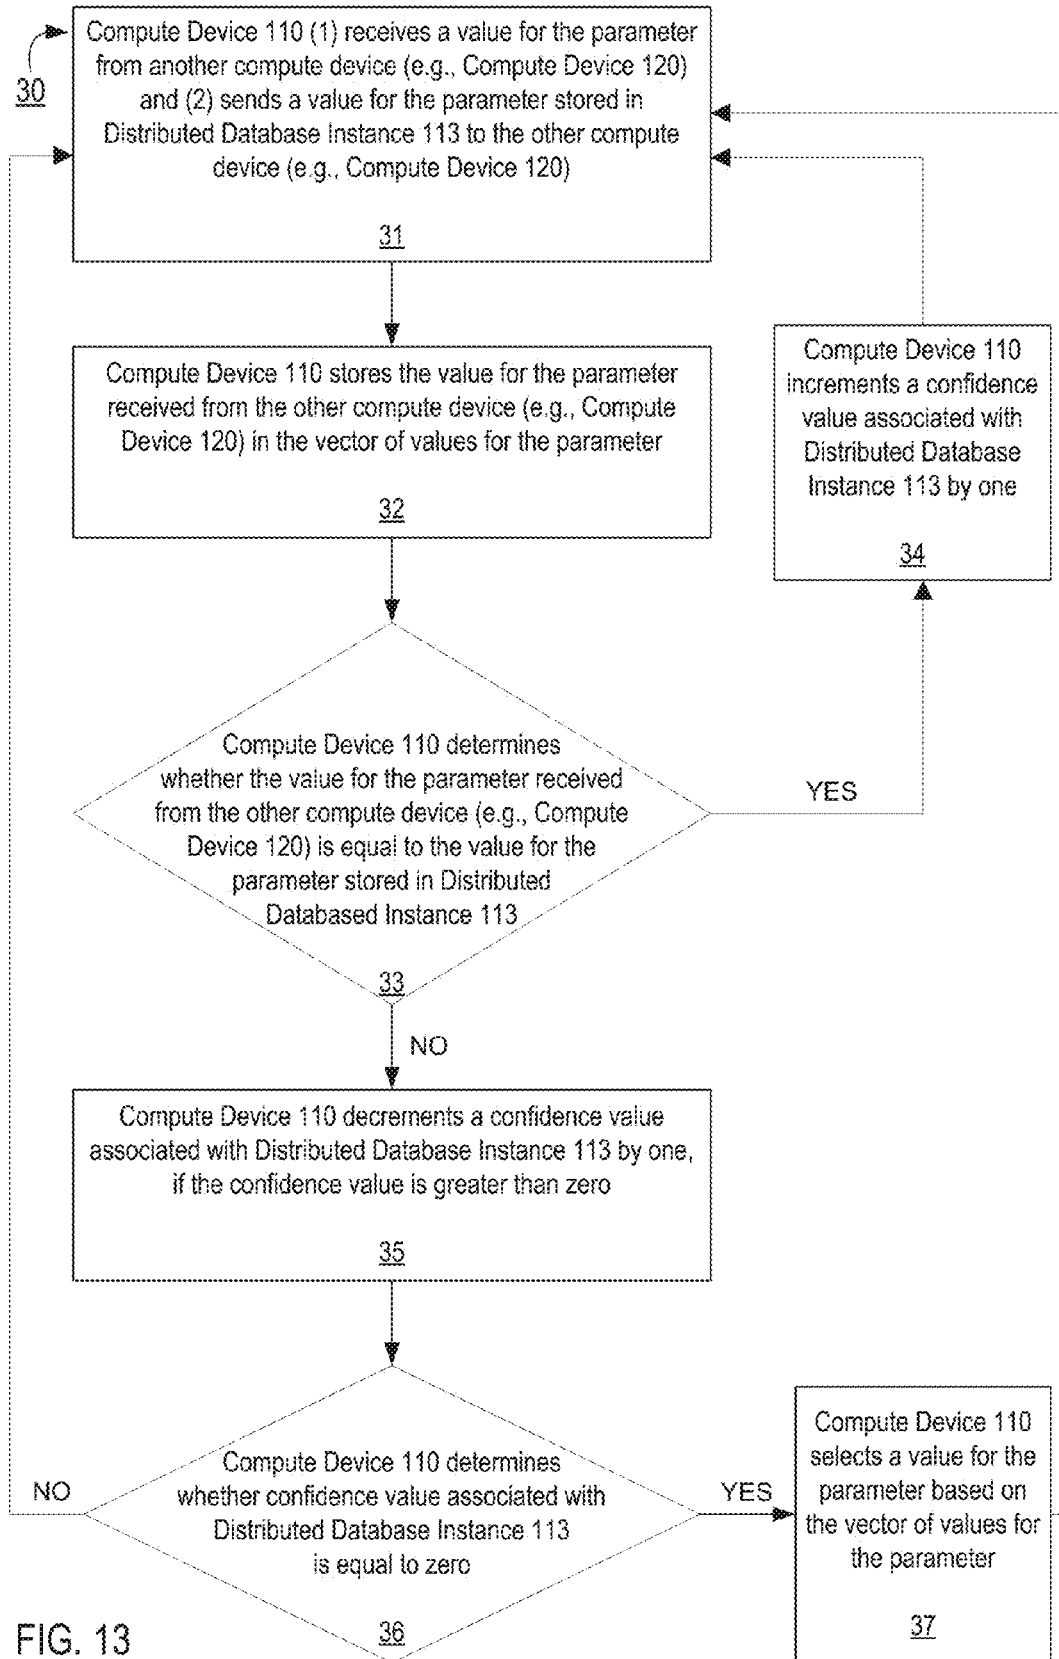 Compute Device 110 (1) receives a value for the parameter
from another compute device (e.g., Compute Device 120)
and (2) sends a value for the parameter stored in
Distributed Database Instance 113 to the other compute
device (e.g., Compute Device 120)
31
30
Compute Device 110 stores the value for the parameter
received from the other compute device (e.g., Compute
Device 120) in the vector of values for the parameter
32
Compute Device 110
increments a confidence
value associated with
Distributed Database
Instance 113 by one
34
Compute Device 110 determines
whether the value for the parameter received
from the other compute device (e.g., Compute
Device 120) is equal to the value for the
parameter stored in Distributed
Databased Instance 113
33
YES
NO
Compute Device 110 decrements a confidence value
associated with Distributed Database Instance 113 by one,
if the confidence value is greater than zero
35
Compute Device 110 determines
whether confidence value associated with
Distributed Database Instance 113
is equal to zero
36
NO
YES
Compute Device 110
selects a value for the
parameter based on
the vector of values for
the parameter
37
FIG. 13